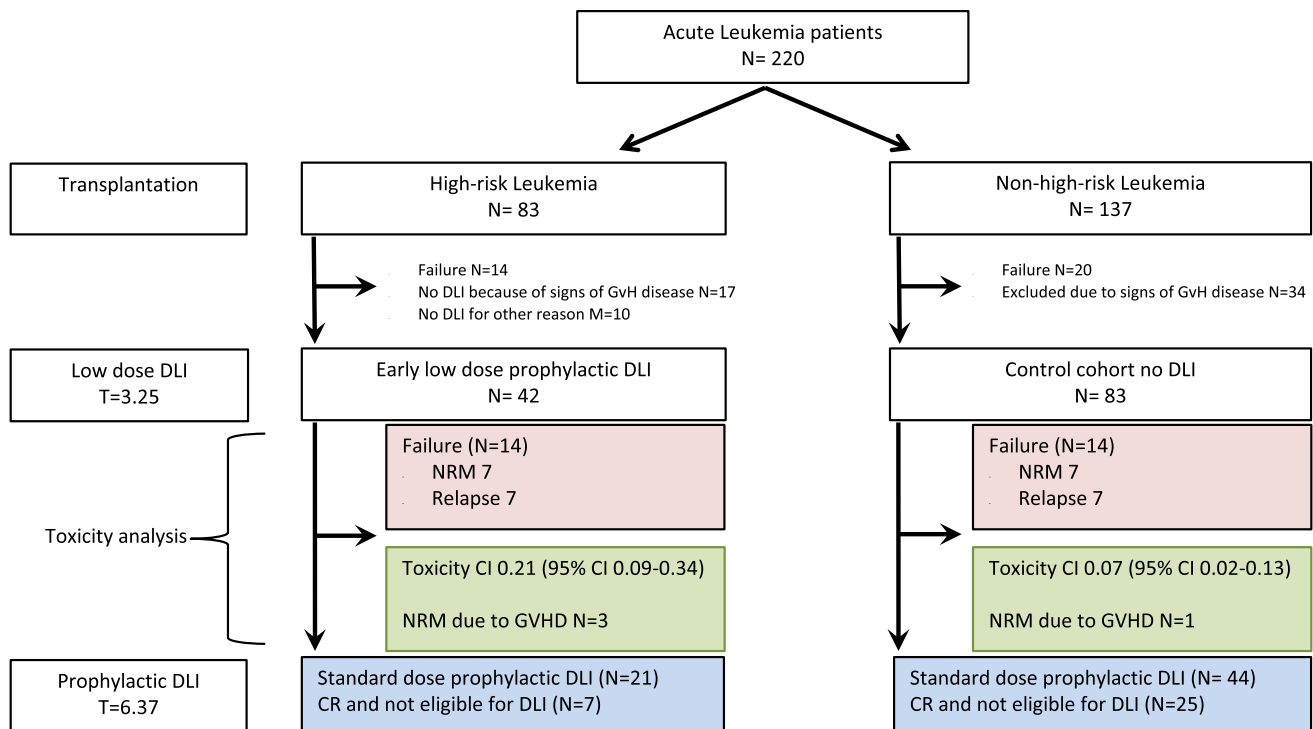 Acute Leukemia patients
N= 220
Transplantation
High-risk Leukemia
N= 83
Non-high-risk Leukemia
N= 137
Failure N=14
No DLI because of signs of GvH disease N=17
No DLI for other reason M=10
Failure N=20
Excluded due to signs of GvH disease N=34
Low dose DLI
T=3.25
Early low dose prophylactic DLI
N= 42
Control cohort no DLI
N= 83
Toxicity analysis
Failure (N=14)
NRM 7
Relapse 7
Failure (N=14)
NRM 7
Relapse 7
Toxicity CI 0.21 (95% CI 0.09-0.34)
NRM due to GVHD N=3
Toxicity CI 0.07 (95% CI 0.02-0.13)
NRM due to GVHD N=1
Prophylactic DLI
T=6.37
Standard dose prophylactic DLI (N=21)
CR and not eligible for DLI (N=7)
Standard dose prophylactic DLI (N= 44)
CR and not eligible for DLI (N=25)